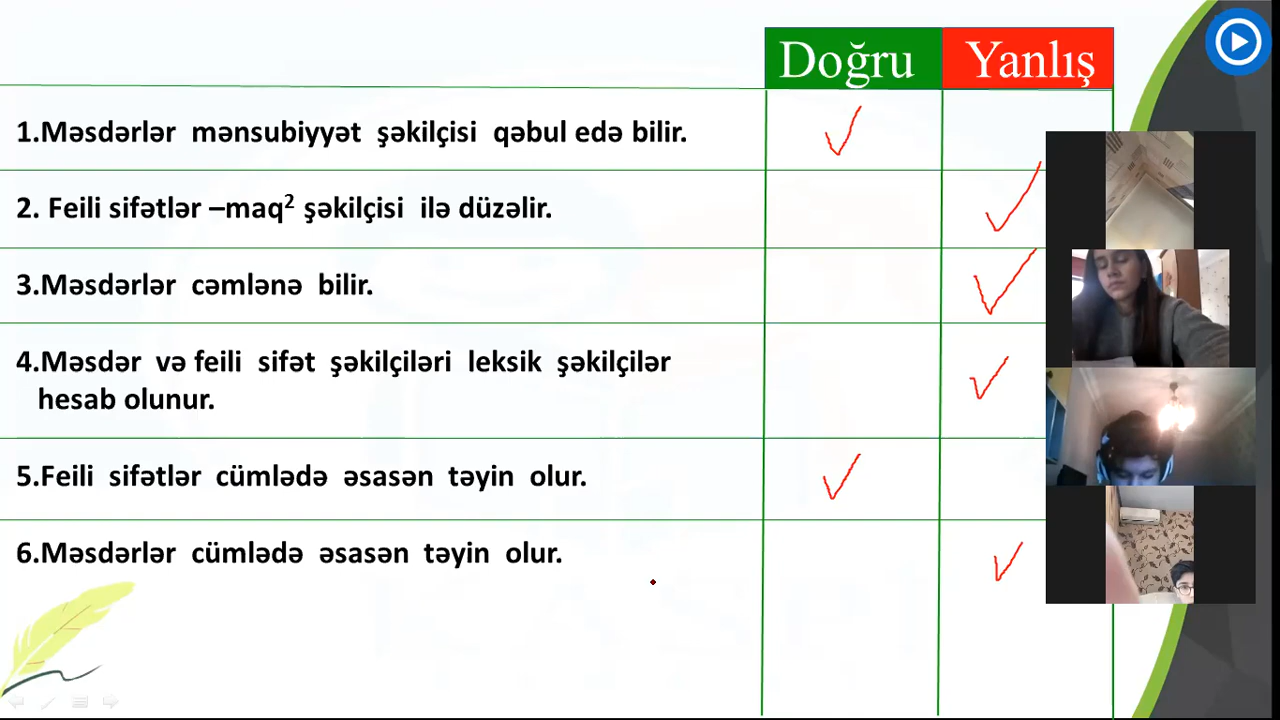 Doğru Yanlış
1.Məsdərlər mənsubiyyət şəkilçisi qəbul edə bilir.
2. Feili sifətlər –maq² şəkilçisi ilə düzəlir.
3.Məsdərlər cəmlənə bilir.
4.Məsdər və feili sifət şəkilçiləri leksik şəkilçilər
hesab olunur.
5.Feili sifətlər cümlədə əsasən təyin olur.
6.Məsdərlər cümlədə əsasən təyin olur.